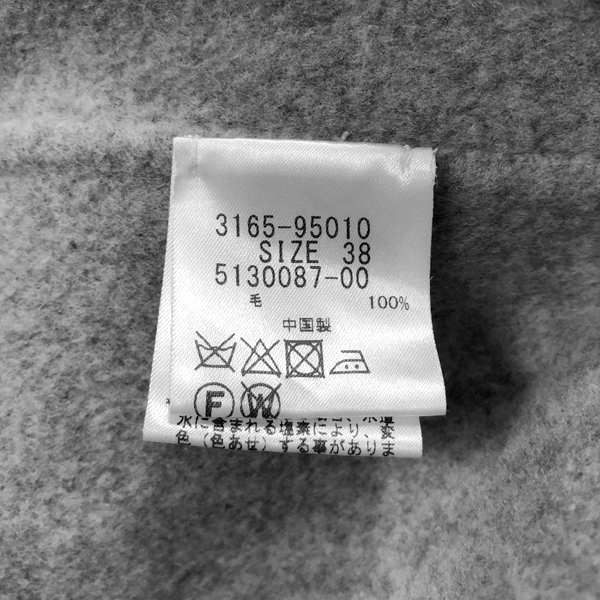 3165-95010
SIZE 38
5130087-00
毛 100%
中国製
F W
水に含まれる塩素により、変
色（色あせ）する事がありま